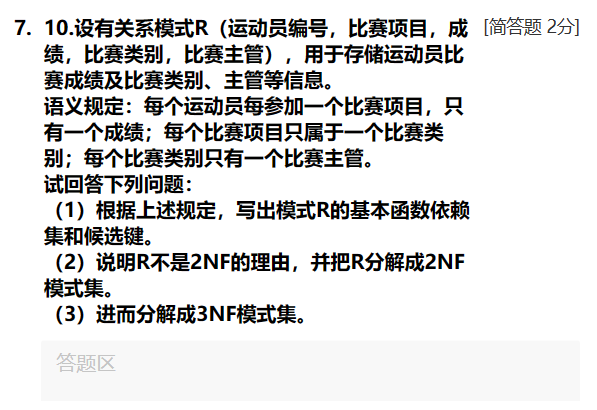 7. 10.设有关系模式R（运动员编号，比赛项目，成 [简答题 2分]
绩，比赛类别，比赛主管），用于存储运动员比
赛成绩及比赛类别、主管等信息。
语义规定：每个运动员每参加一个比赛项目，只
有一个成绩；每个比赛项目只属于一个比赛类
别；每个比赛类别只有一个比赛主管。
试回答下列问题：
（1）根据上述规定，写出模式R的基本函数依赖
集和候选键。
（2）说明R不是2NF的理由，并把R分解成2NF
模式集。
（3）进而分解成3NF模式集。
答题区